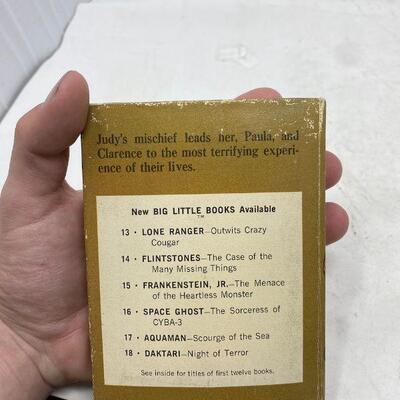 Judy's mischief leads her, Paula, and
Clarence to the most terrifying experi-
ence of their lives.
New BIG LITTLE BOOKS Available
TM
13 • LONE RANGER—Outwits Crazy
Cougar
14 • FLINTSTONES—The Case of the
Many Missing Things
15 • FRANKENSTEIN, JR.—The Menace
of the Heartless Monster
16 • SPACE GHOST—The Sorceress of
CYBA-3
17 • AQUAMAN—Scourge of the Sea
18 • DAKTARI—Night of Terror
See inside for titles of first twelve books.